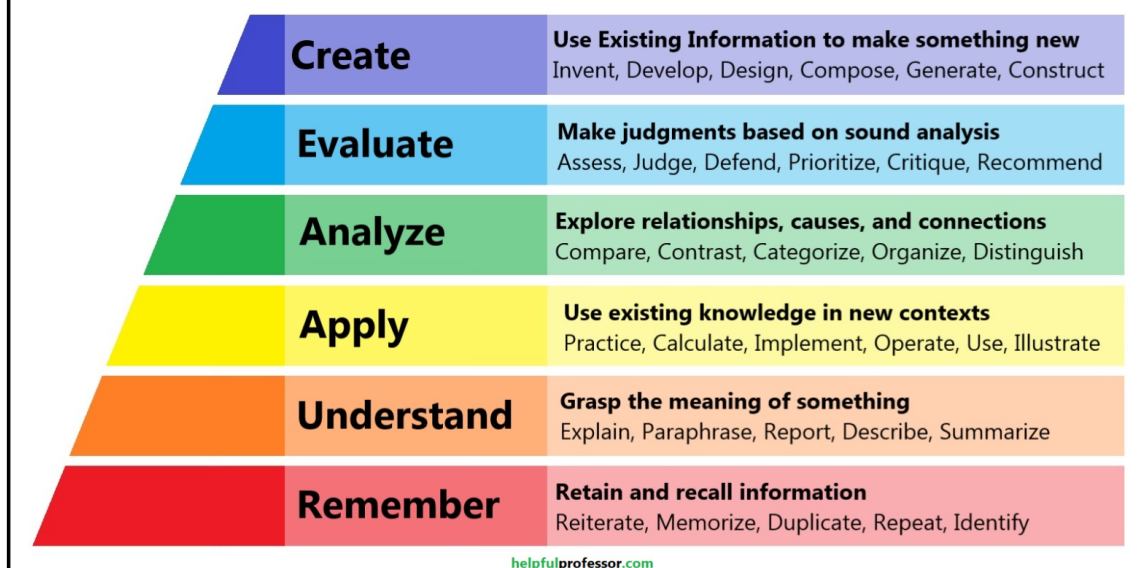 Create
Use Existing Information to make something new
Invent, Develop, Design, Compose, Generate, Construct
Evaluate
Make judgments based on sound analysis
Assess, Judge, Defend, Prioritize, Critique, Recommend
Analyze
Explore relationships, causes, and connections
Compare, Contrast, Categorize, Organize, Distinguish
Apply
Use existing knowledge in new contexts
Practice, Calculate, Implement, Operate, Use, Illustrate
Understand
Grasp the meaning of something
Explain, Paraphrase, Report, Describe, Summarize
Remember
Retain and recall information
Reiterate, Memorize, Duplicate, Repeat, Identify
helpfulprofessor.com